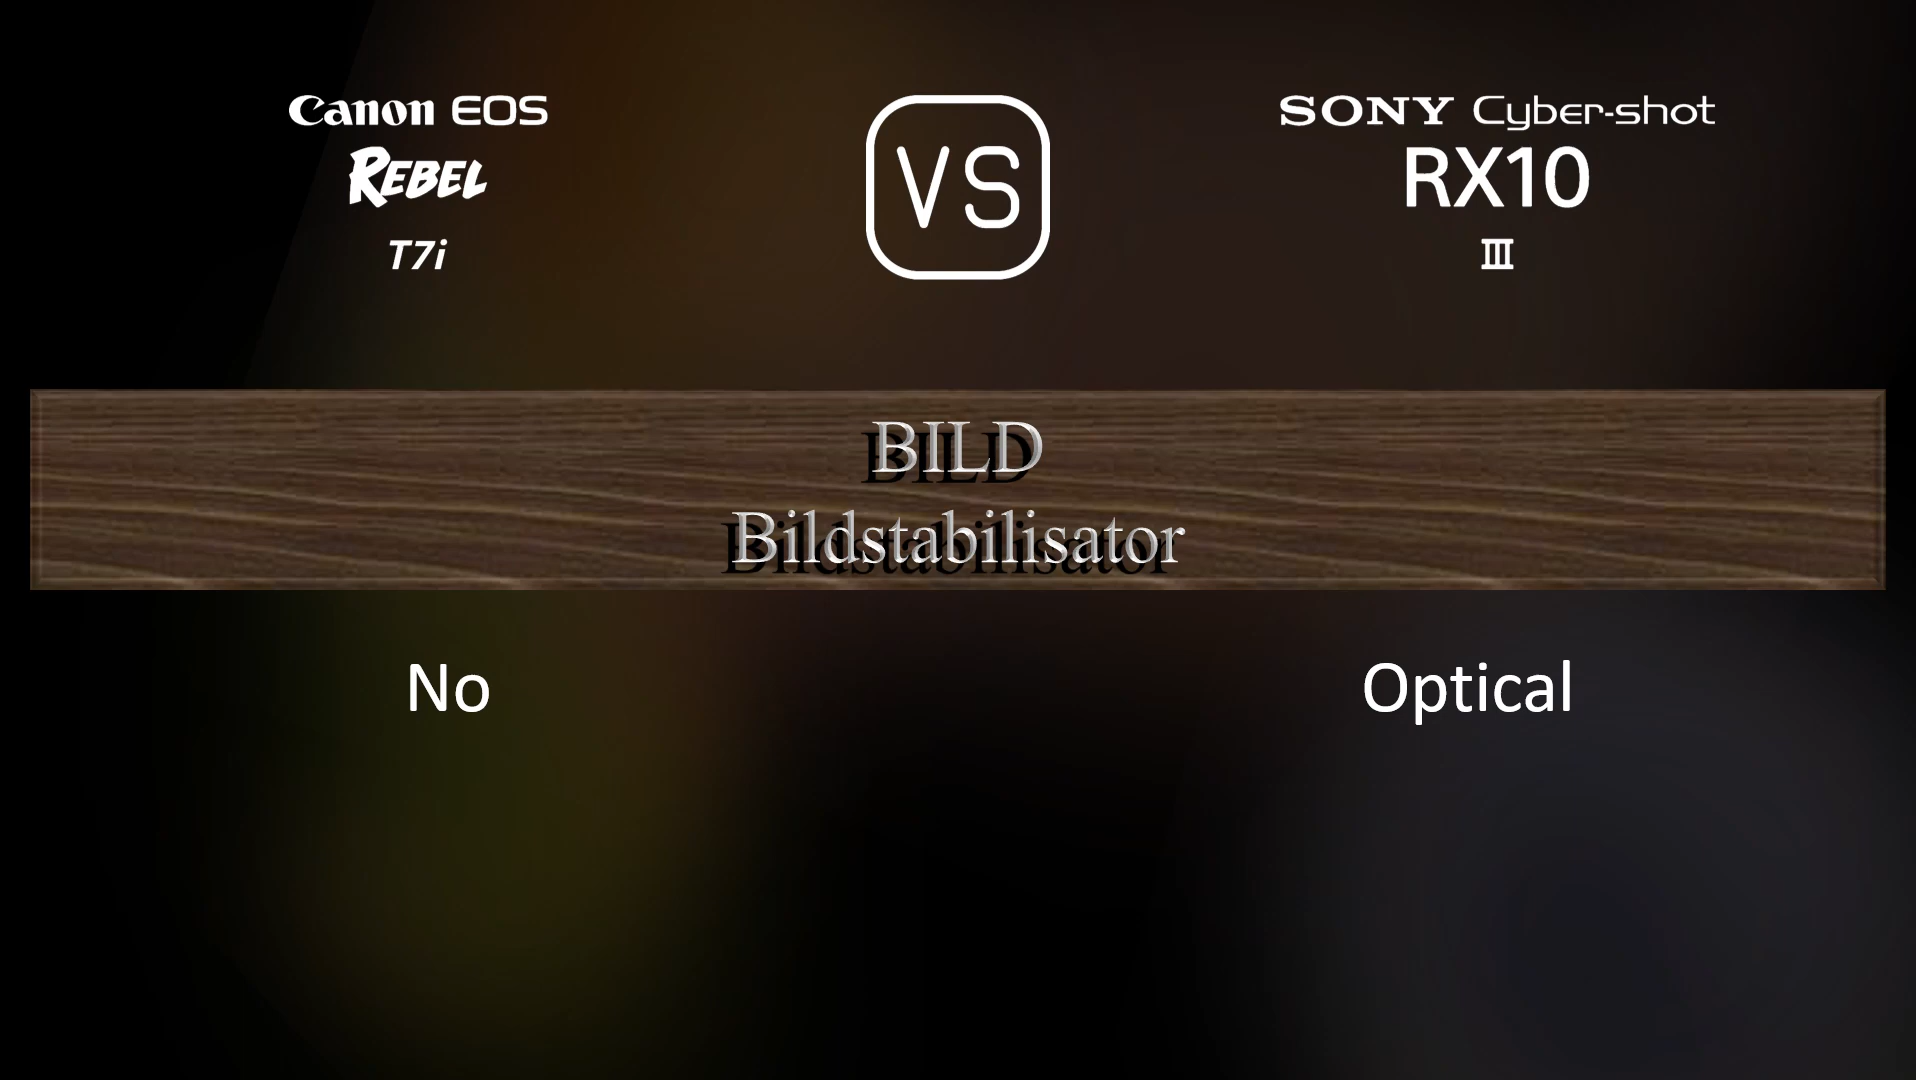 Canon EOS
REBEL
T7i
VS
SONY Cyber-shot
RX10
III
BILD
Bildstabilisator
No
Optical